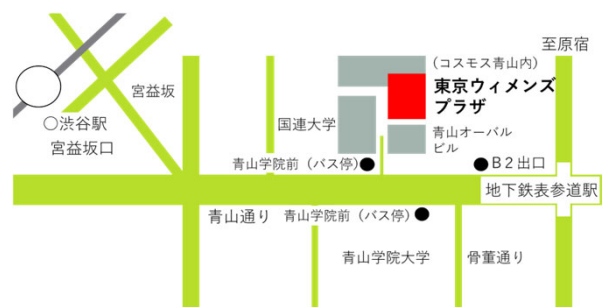 至原宿
(コスモス青山内)
東京ウィメンズ
プラザ
宮益坂
○渋谷駅
宮益坂口
国連大学
青山オーバル
ビル
青山学院前（バス停）
B2出口
地下鉄表参道駅
青山通り
青山学院前（バス停）
青山学院大学
骨董通り